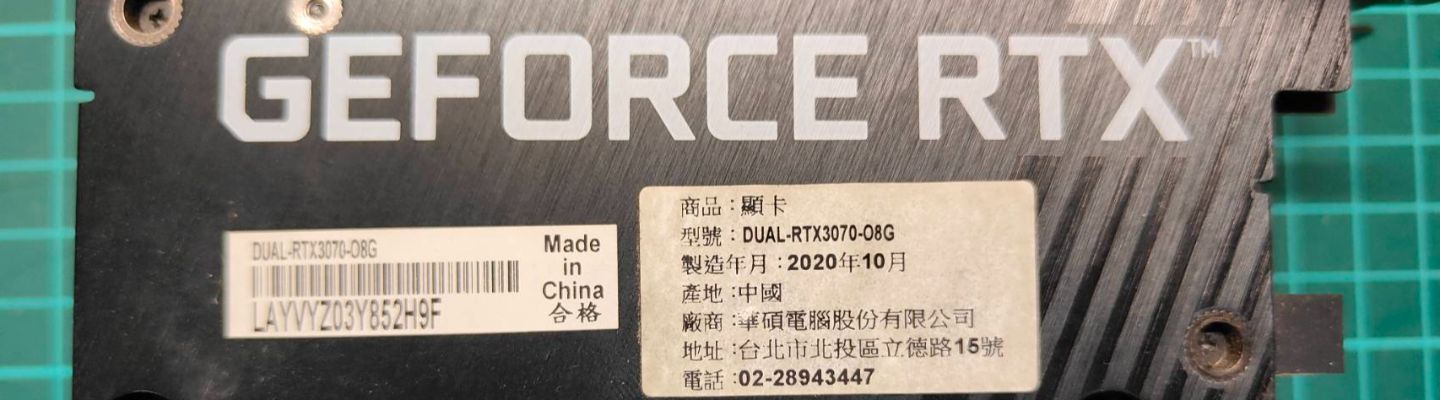 GEFORCE RTX™
DUAL-RTX3070-O8G
LAYVYZ03Y852H9F
Made
in
China
合格
商品：顯卡
型號：DUAL-RTX3070-O8G
製造年月：2020年10月
產地：中國
廠商：華碩電腦股份有限公司
地址：台北市北投區立德路15號
電話：02-28943447